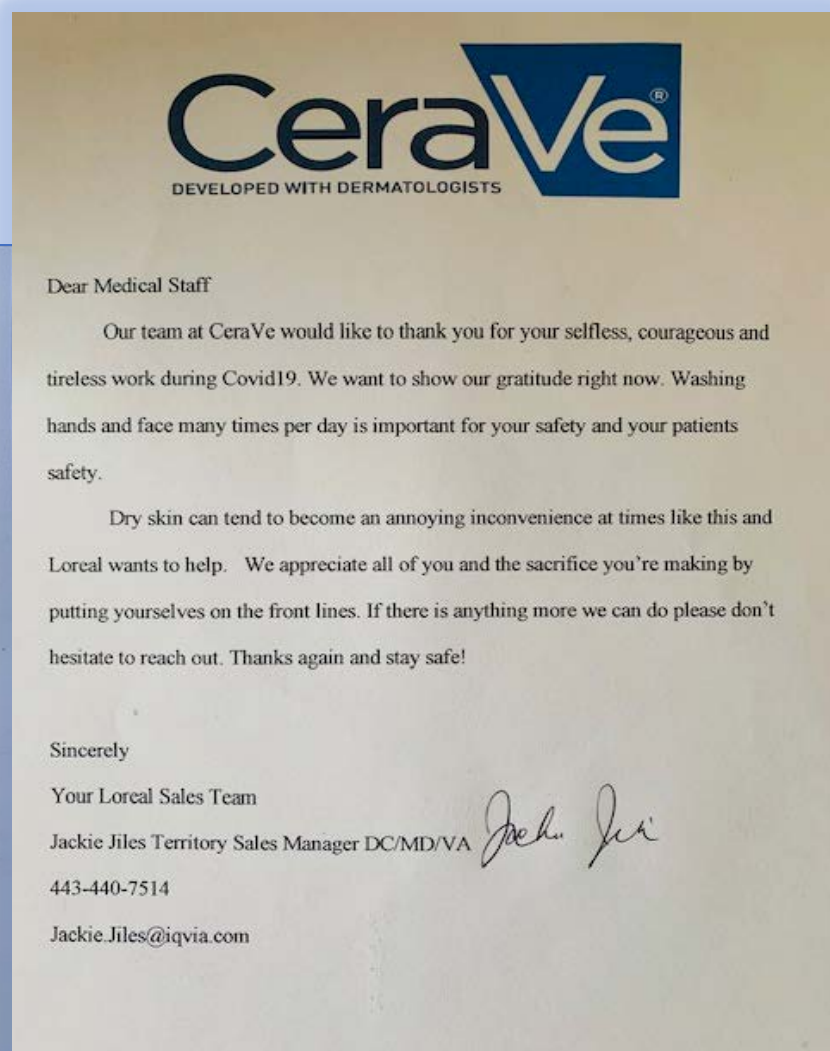 CeraVe®
DEVELOPED WITH DERMATOLOGISTS
Dear Medical Staff
Our team at CeraVe would like to thank you for your selfless, courageous and
tireless work during Covid19. We want to show our gratitude right now. Washing
hands and face many times per day is important for your safety and your patients
safety.
Dry skin can tend to become an annoying inconvenience at times like this and
Loreal wants to help. We appreciate all of you and the sacrifice you're making by
putting yourselves on the front lines. If there is anything more we can do please don't
hesitate to reach out. Thanks again and stay safe!
Sincerely
Your Loreal Sales Team
Jackie Jiles Territory Sales Manager DC/MD/VA
443-440-7514
Jackie.Jiles@iqvia.com